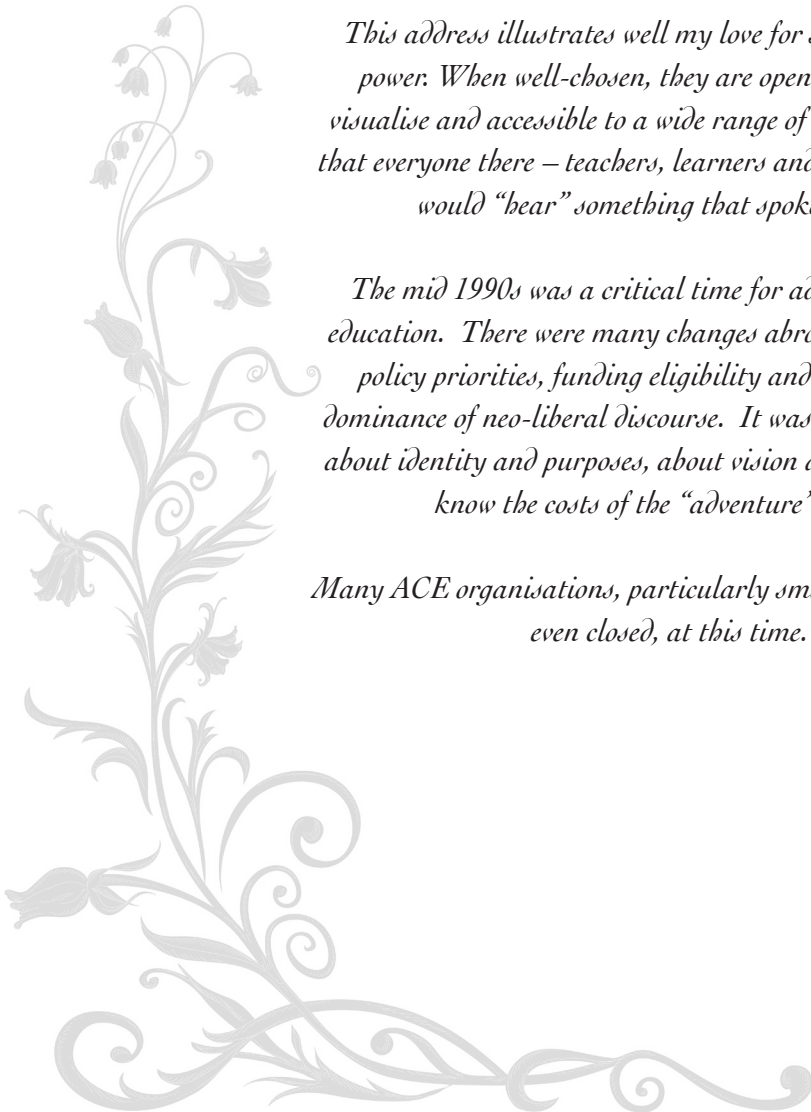 This address illustrates well my love for
power. When well-chosen, they are open
visualise and accessible to a wide range of
that everyone there – teachers, learners and
would “hear” something that spok
The mid 1990s was a critical time for a
education. There were many changes abr
policy priorities, funding eligibility and
dominance of neo-liberal discourse. It was
about identity and purposes, about vision
know the costs of the “adventure”
Many ACE organisations, particularly sm
even closed, at this time.